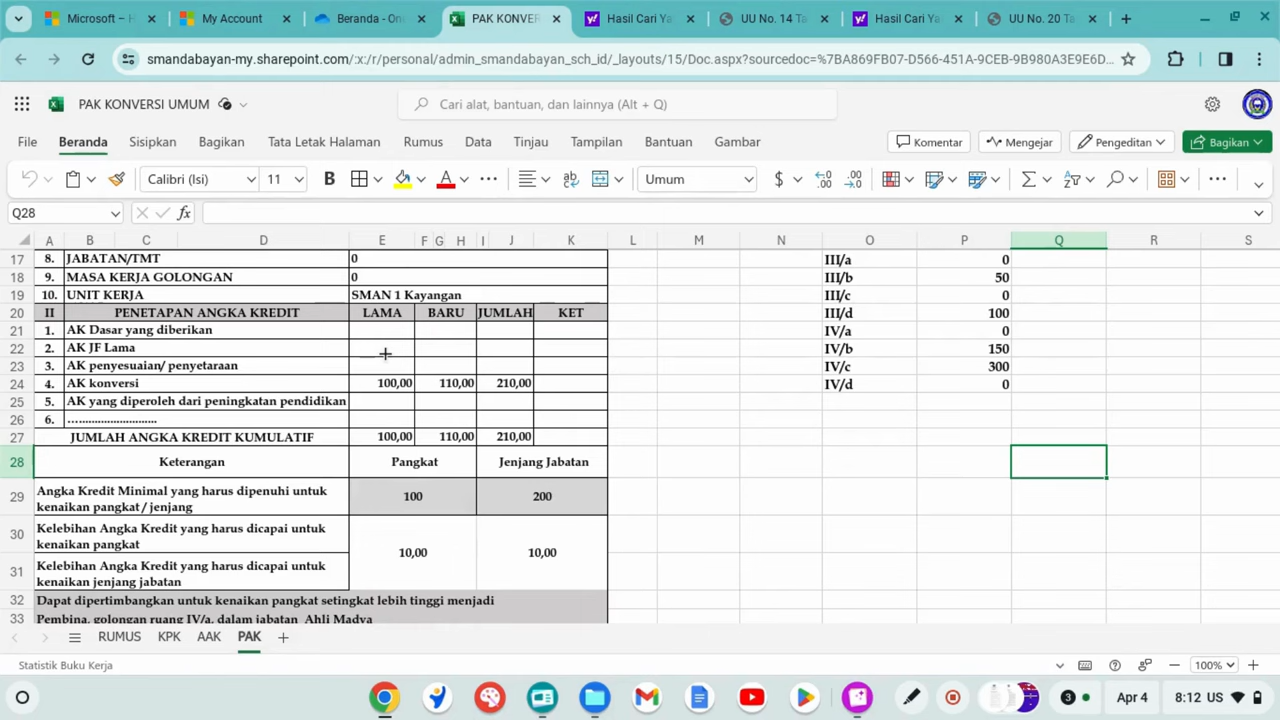 Microsoft – H
My Account
Beranda - On
PAK KONVER
Hasil Cari Ya
UU No. 14 Ta
Hasil Cari Ya
UU No. 20 Ta
smandabayan-my.sharepoint.com/:x:/r/personal/admin_smandabayan_sch_id/_layouts/15/Doc.aspx?sourcedoc=%7BA869FB07-D566-451A-9CEB-9B980A3E9E6D...
PAK KONVERSI UMUM
Cari alat, bantuan, dan lainnya (Alt + Q)
File Beranda Sisipkan Bagikan Tata Letak Halaman Rumus Data Tinjau Tampilan Bantuan Gambar Komentar Mengejar Pengeditan Bagikan
Calibri (Isi) 11 B A Umum $ .00
Q28 fx
A B C D E F G H I J K L M N O P Q R S
17 8. JABATAN/TMT 0 III/a 0
18 9. MASA KERJA GOLONGAN 0 III/b 50
19 10. UNIT KERJA SMAN 1 Kayangan III/c 0
20 II PENETAPAN ANGKA KREDIT LAMA BARU JUMLAH KET III/d 100
21 1. AK Dasar yang diberikan IV/a 0
22 2. AK JF Lama IV/b 150
23 3. AK penyesuaian/ penyetaraan IV/c 300
24 4. AK konversi 100,00 110,00 210,00 IV/d 0
25 5. AK yang diperoleh dari peningkatan pendidikan
26 6. .............................
27 JUMLAH ANGKA KREDIT KUMULATIF 100,00 110,00 210,00
28 Keterangan Pangkat Jenjang Jabatan
29 Angka Kredit Minimal yang harus dipenuhi untuk
kenaikan pangkat / jenjang 100 200
30 Kelebihan Angka Kredit yang harus dicapai untuk
kenaikan pangkat 10,00 10,00
31 Kelebihan Angka Kredit yang harus dicapai untuk
kenaikan jenjang jabatan
32 Dapat dipertimbangkan untuk kenaikan pangkat setingkat lebih tinggi menjadi
33 Pembina, golongan ruang IV/a, dalam jabatan Ahli Madya
RUMUS KPK AAK PAK
Statistik Buku Kerja 100%
3 Apr 4 8:12 US